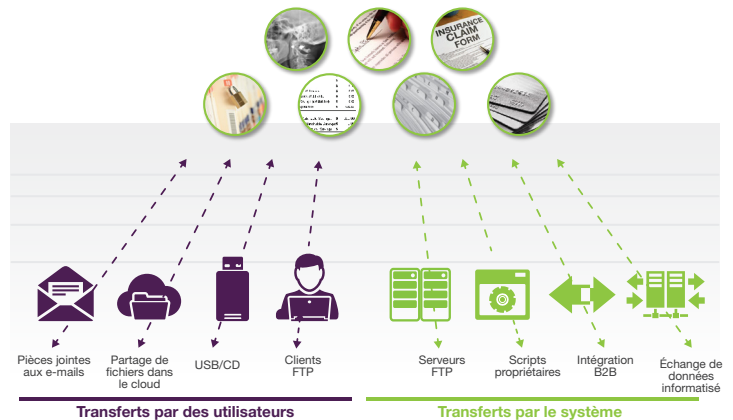 INSURANCE
CLAIM
FORM
Pièces jointes
aux e-mails
Partage de
fichiers dans
le cloud
USB/CD
Clients
FTP
Serveurs
FTP
Scripts
propriétaires
Intégration
B2B
Échange de
données
informatisé
Transferts par des utilisateurs
Transferts par le système